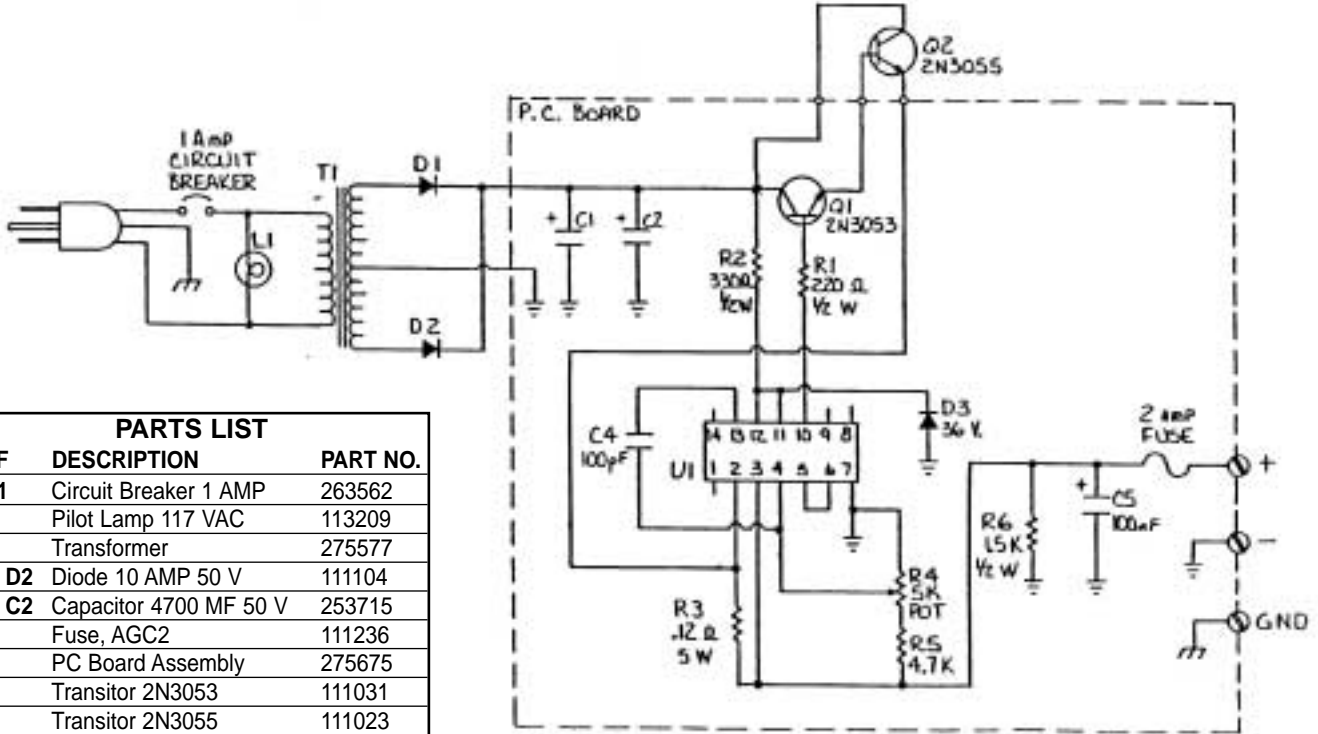 Q2
2N3055
P.C. BOARD
1 AMP
CIRCUIT
BREAKER
T1
D1
L1
D2
+ C1
+ C2
Q1
2N3053
R2
330Ω
1/2W
R1
220 Ω
1/2 W
C4
100pF
U1
14 13 12 11 10 9 8
1 2 3 4 5 6 7
D3
36 V.
2 AMP
FUSE
+
+
C5
100
R6
1.5K
1/2 W
−
GND
R3
.12 Ω
5 W
R4
5K
POT
R5
4.7K
PARTS LIST
F DESCRIPTION PART NO.
1 Circuit Breaker 1 AMP 263562
Pilot Lamp 117 VAC 113209
Transformer 275577
D2 Diode 10 AMP 50 V 111104
C2 Capacitor 4700 MF 50 V 253715
Fuse, AGC2 111236
PC Board Assembly 275675
Transitor 2N3053 111031
Transitor 2N3055 111023